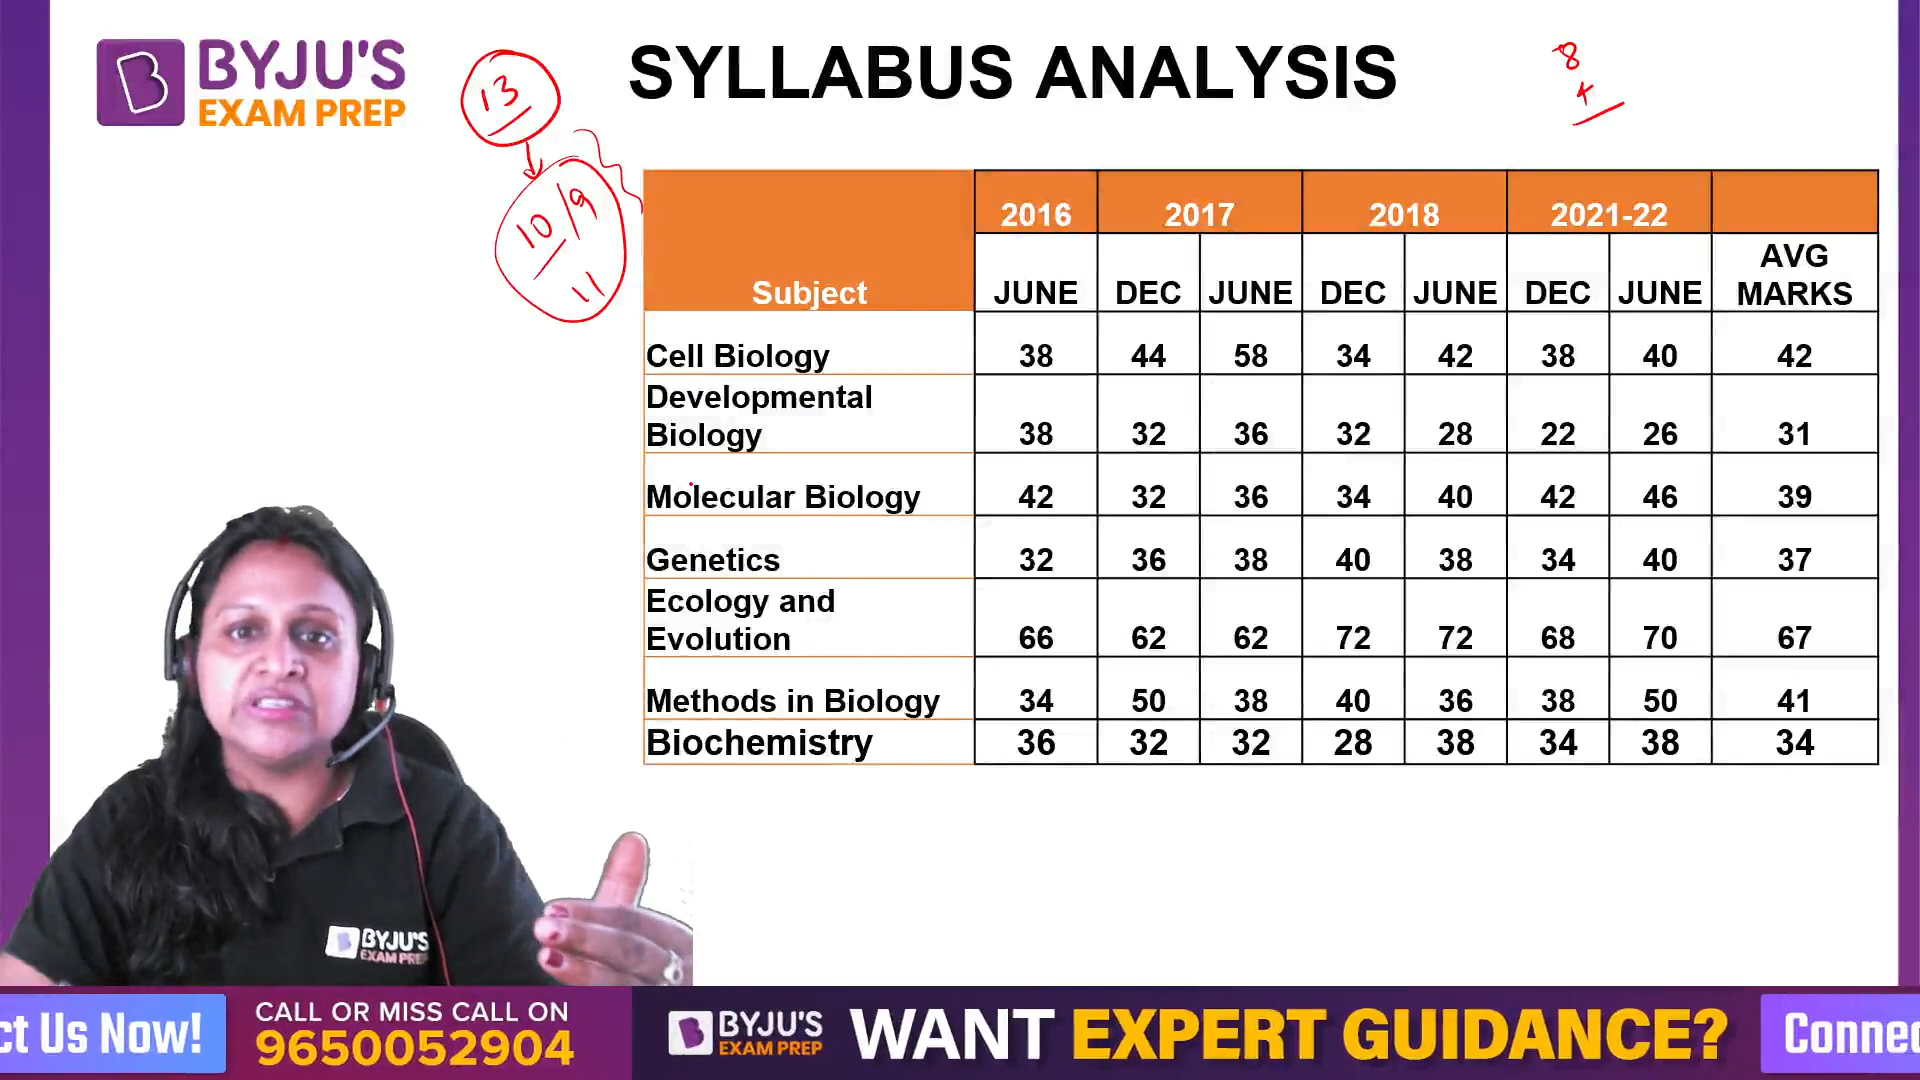 BYJU'S
EXAM PREP
13
10/9
11
SYLLABUS ANALYSIS
8
Subject 2016 2017 2018 2021-22
JUNE DEC JUNE DEC JUNE DEC JUNE AVG MARKS
Cell Biology 38 44 58 34 42 38 40 42
Developmental Biology 38 32 36 32 28 22 26 31
Molecular Biology 42 32 36 34 40 42 46 39
Genetics 32 36 38 40 38 34 40 37
Ecology and Evolution 66 62 62 72 72 68 70 67
Methods in Biology 34 50 38 40 36 38 50 41
Biochemistry 36 32 32 28 38 34 38 34
BYJU'S
EXAM PREP
ct Us Now!
CALL OR MISS CALL ON
9650052904
BYJU'S
EXAM PREP
WANT EXPERT GUIDANCE?
Connec